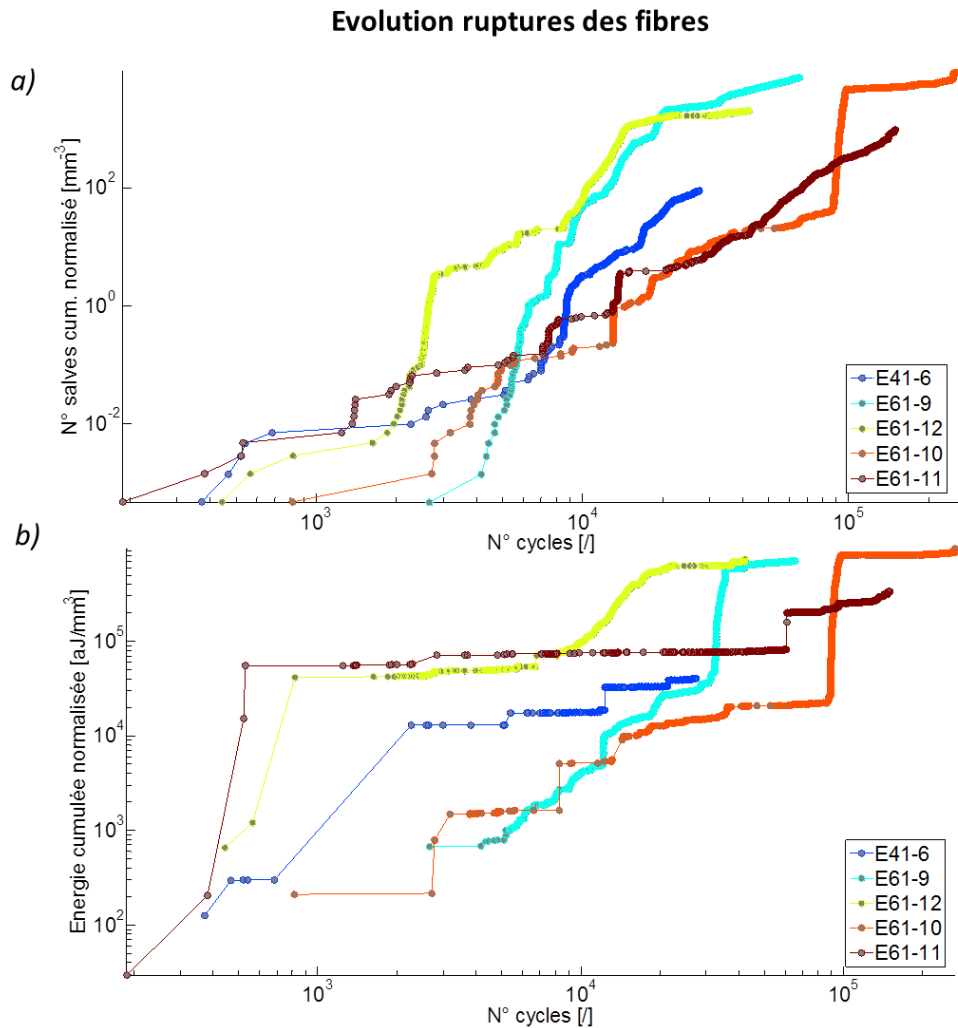 Evolution ruptures des fibres
a)
N° salves cum. normalisé [mm⁻³]
10²
10⁰
10⁻²
10³
10⁴
10⁵
N° cycles [/]
E41-6
E61-9
E61-12
E61-10
E61-11
b)
Energie cumulée normalisée [aJ/mm³]
10⁵
10⁴
10³
10²
10³
10⁴
10⁵
N° cycles [/]
E41-6
E61-9
E61-12
E61-10
E61-11